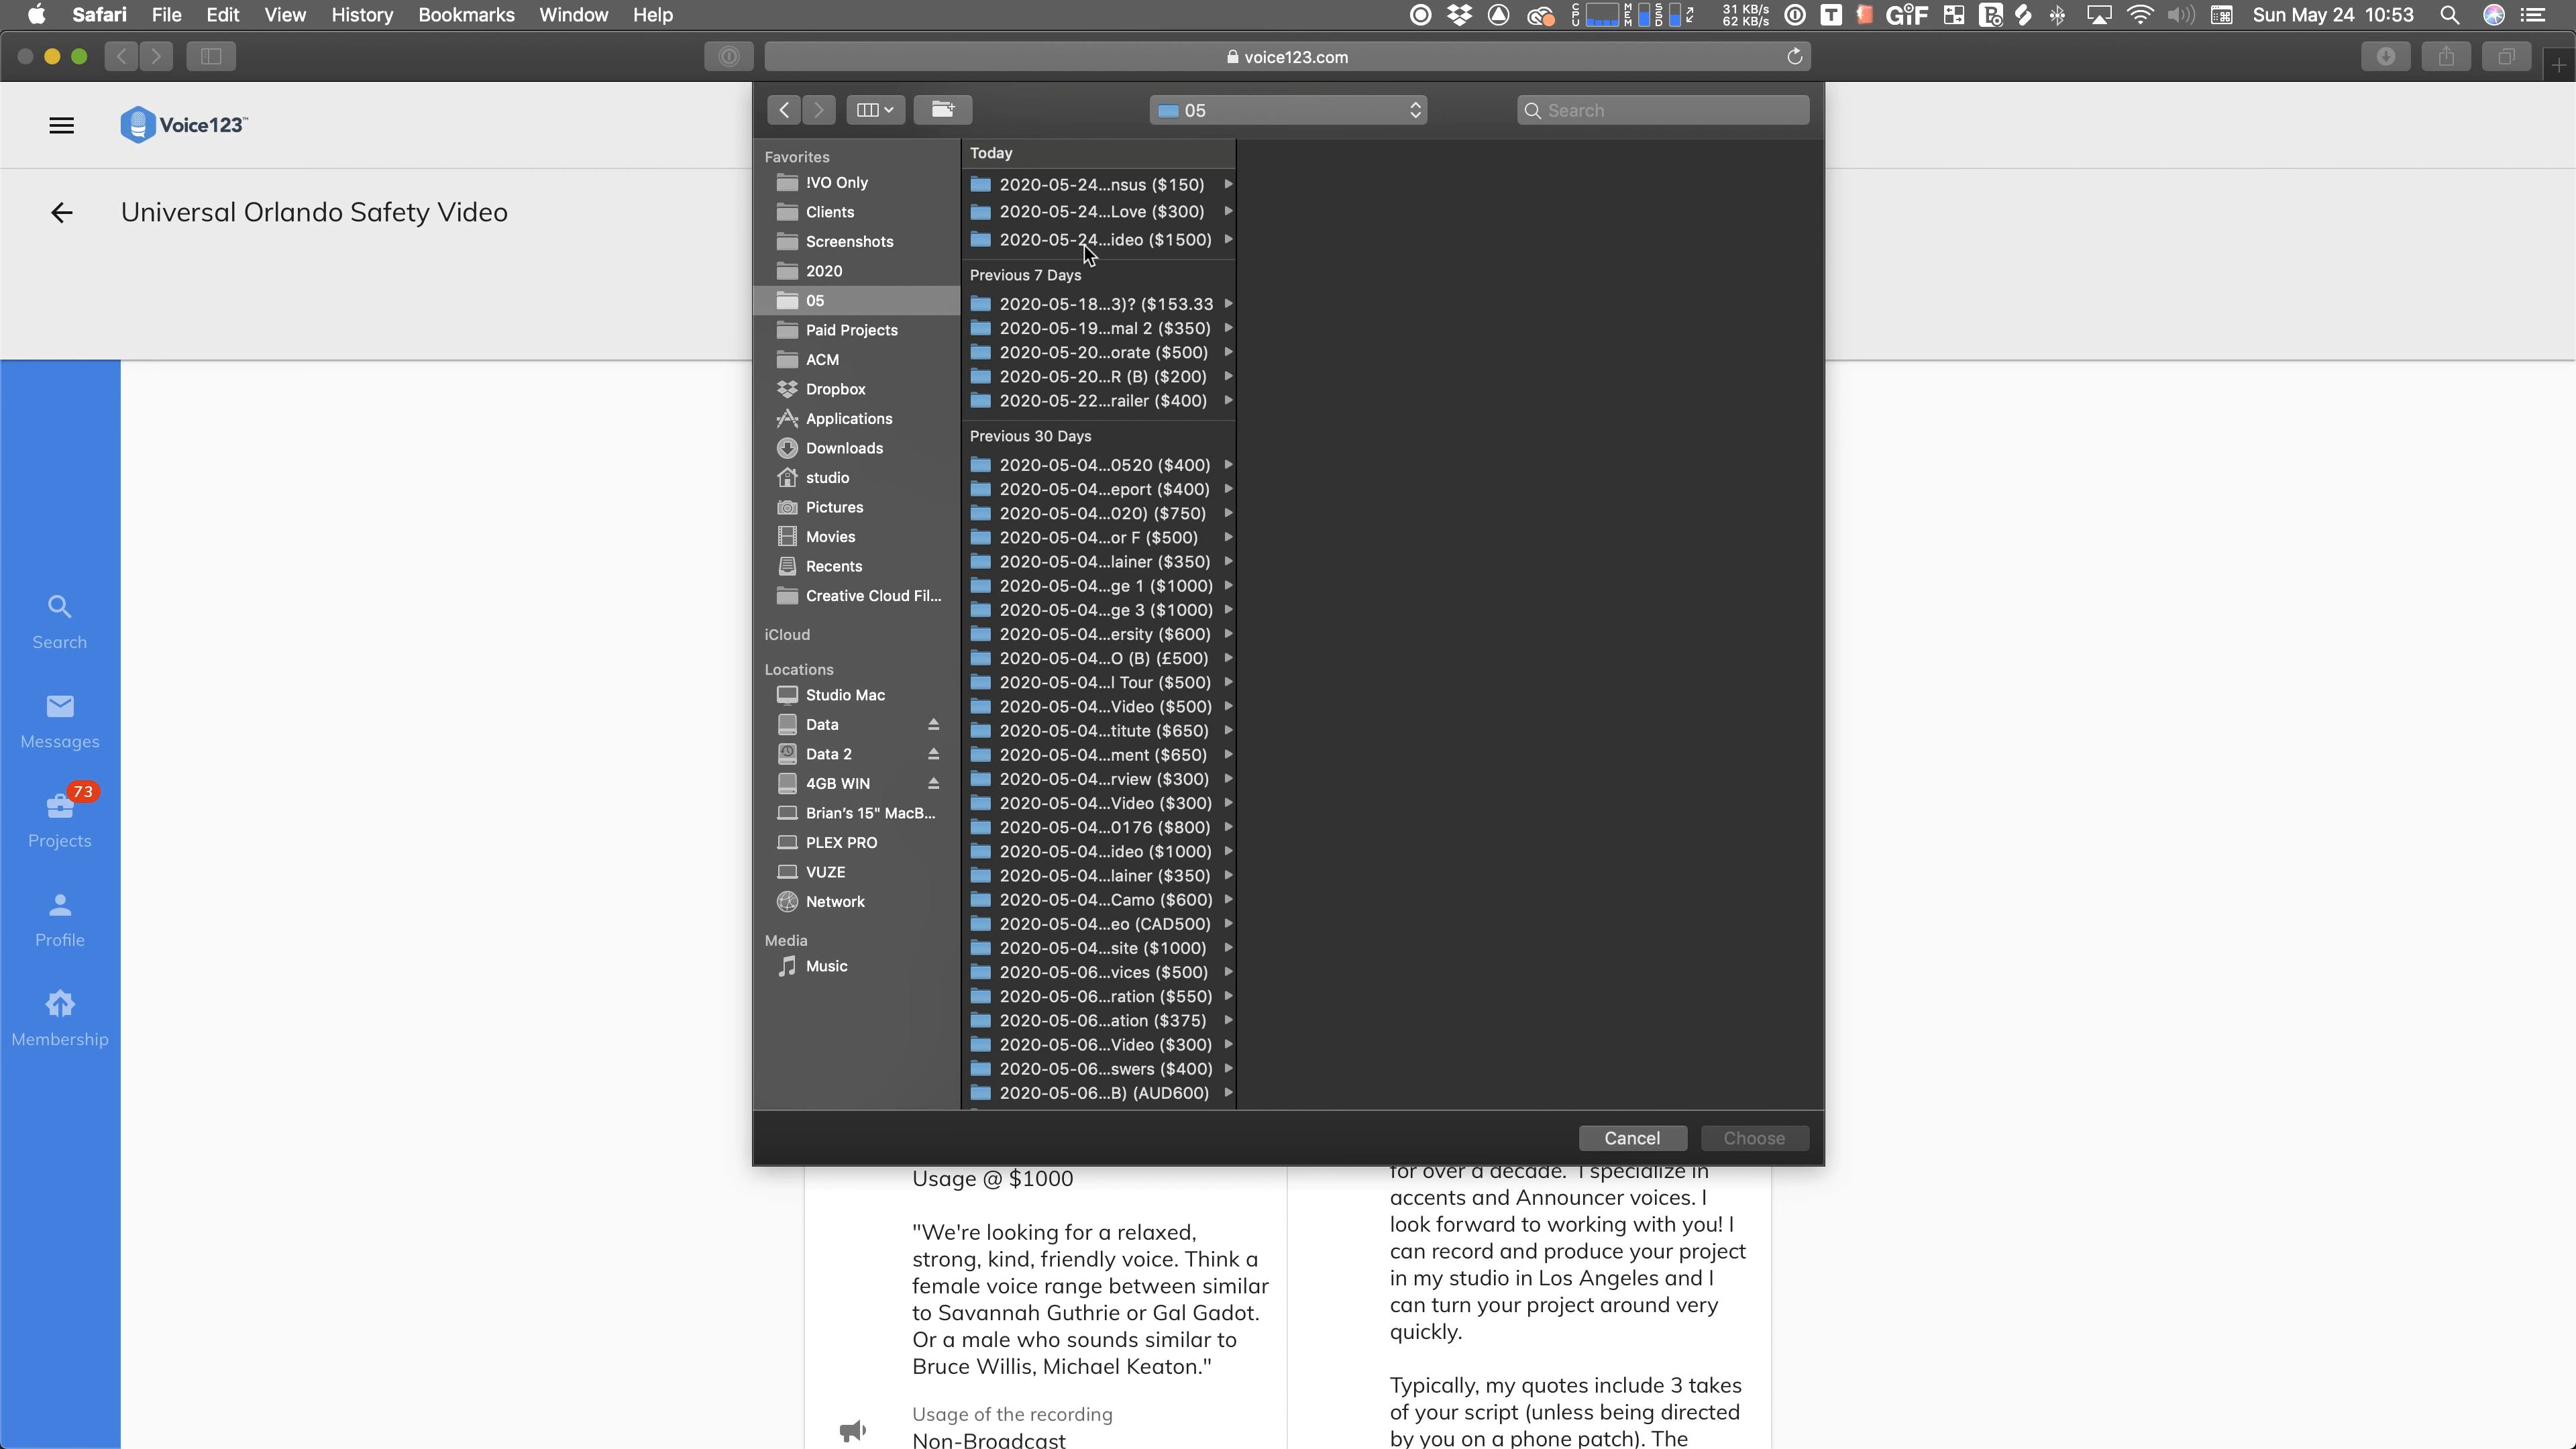 Safari File Edit View History Bookmarks Window Help
CPU MEM SSD 31 KB/s 62 KB/s GIF Sun May 24 10:53
voice123.com
Voice123™
Universal Orlando Safety Video
Search
Messages
73
Projects
Profile
Membership
05
Search
Favorites
!VO Only
Clients
Screenshots
2020
05
Paid Projects
ACM
Dropbox
Applications
Downloads
studio
Pictures
Movies
Recents
Creative Cloud Fil...
iCloud
Locations
Studio Mac
Data
Data 2
4GB WIN
Brian's 15" MacB...
PLEX PRO
VUZE
Network
Media
Music
Today
2020-05-24...nsus ($150)
2020-05-24...Love ($300)
2020-05-24...ideo ($1500)
Previous 7 Days
2020-05-18...3)? ($153.33
2020-05-19...mal 2 ($350)
2020-05-20...orate ($500)
2020-05-20...R (B) ($200)
2020-05-22...railer ($400)
Previous 30 Days
2020-05-04...0520 ($400)
2020-05-04...eport ($400)
2020-05-04...020) ($750)
2020-05-04...or F ($500)
2020-05-04...lainer ($350)
2020-05-04...ge 1 ($1000)
2020-05-04...ge 3 ($1000)
2020-05-04...ersity ($600)
2020-05-04...O (B) (£500)
2020-05-04...l Tour ($500)
2020-05-04...Video ($500)
2020-05-04...titute ($650)
2020-05-04...ment ($650)
2020-05-04...rview ($300)
2020-05-04...Video ($300)
2020-05-04...0176 ($800)
2020-05-04...ideo ($1000)
2020-05-04...lainer ($350)
2020-05-04...Camo ($600)
2020-05-04...eo (CAD500)
2020-05-04...site ($1000)
2020-05-06...vices ($500)
2020-05-06...ration ($550)
2020-05-06...ation ($375)
2020-05-06...Video ($300)
2020-05-06...swers ($400)
2020-05-06...B) (AUD600)
Cancel Choose
Usage @ $1000
"We're looking for a relaxed,
strong, kind, friendly voice. Think a
female voice range between similar
to Savannah Guthrie or Gal Gadot.
Or a male who sounds similar to
Bruce Willis, Michael Keaton."
Usage of the recording
Non-Broadcast
for over a decade. I specialize in
accents and Announcer voices. I
look forward to working with you! I
can record and produce your project
in my studio in Los Angeles and I
can turn your project around very
quickly.
Typically, my quotes include 3 takes
of your script (unless being directed
by you on a phone patch). The